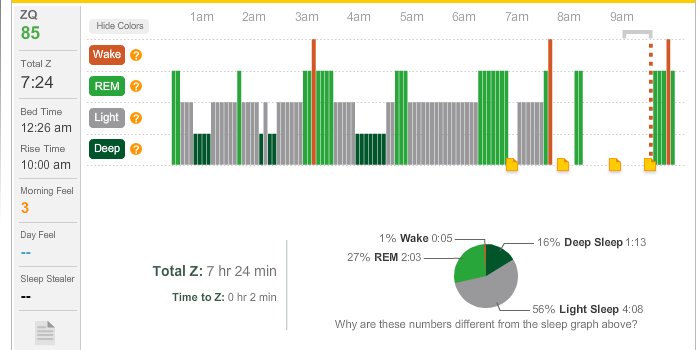 ZQ
85
Total Z
7:24
Bed Time
12:26 am
Rise Time
10:00 am
Morning Feel
3
Day Feel
--
Sleep Stealer
--
Hide Colors
1am 2am 3am 4am 5am 6am 7am 8am 9am
Wake ?
REM ?
Light ?
Deep ?
Total Z: 7 hr 24 min
Time to Z: 0 hr 2 min
1% Wake 0:05
16% Deep Sleep 1:13
27% REM 2:03
56% Light Sleep 4:08
Why are these numbers different from the sleep graph above?